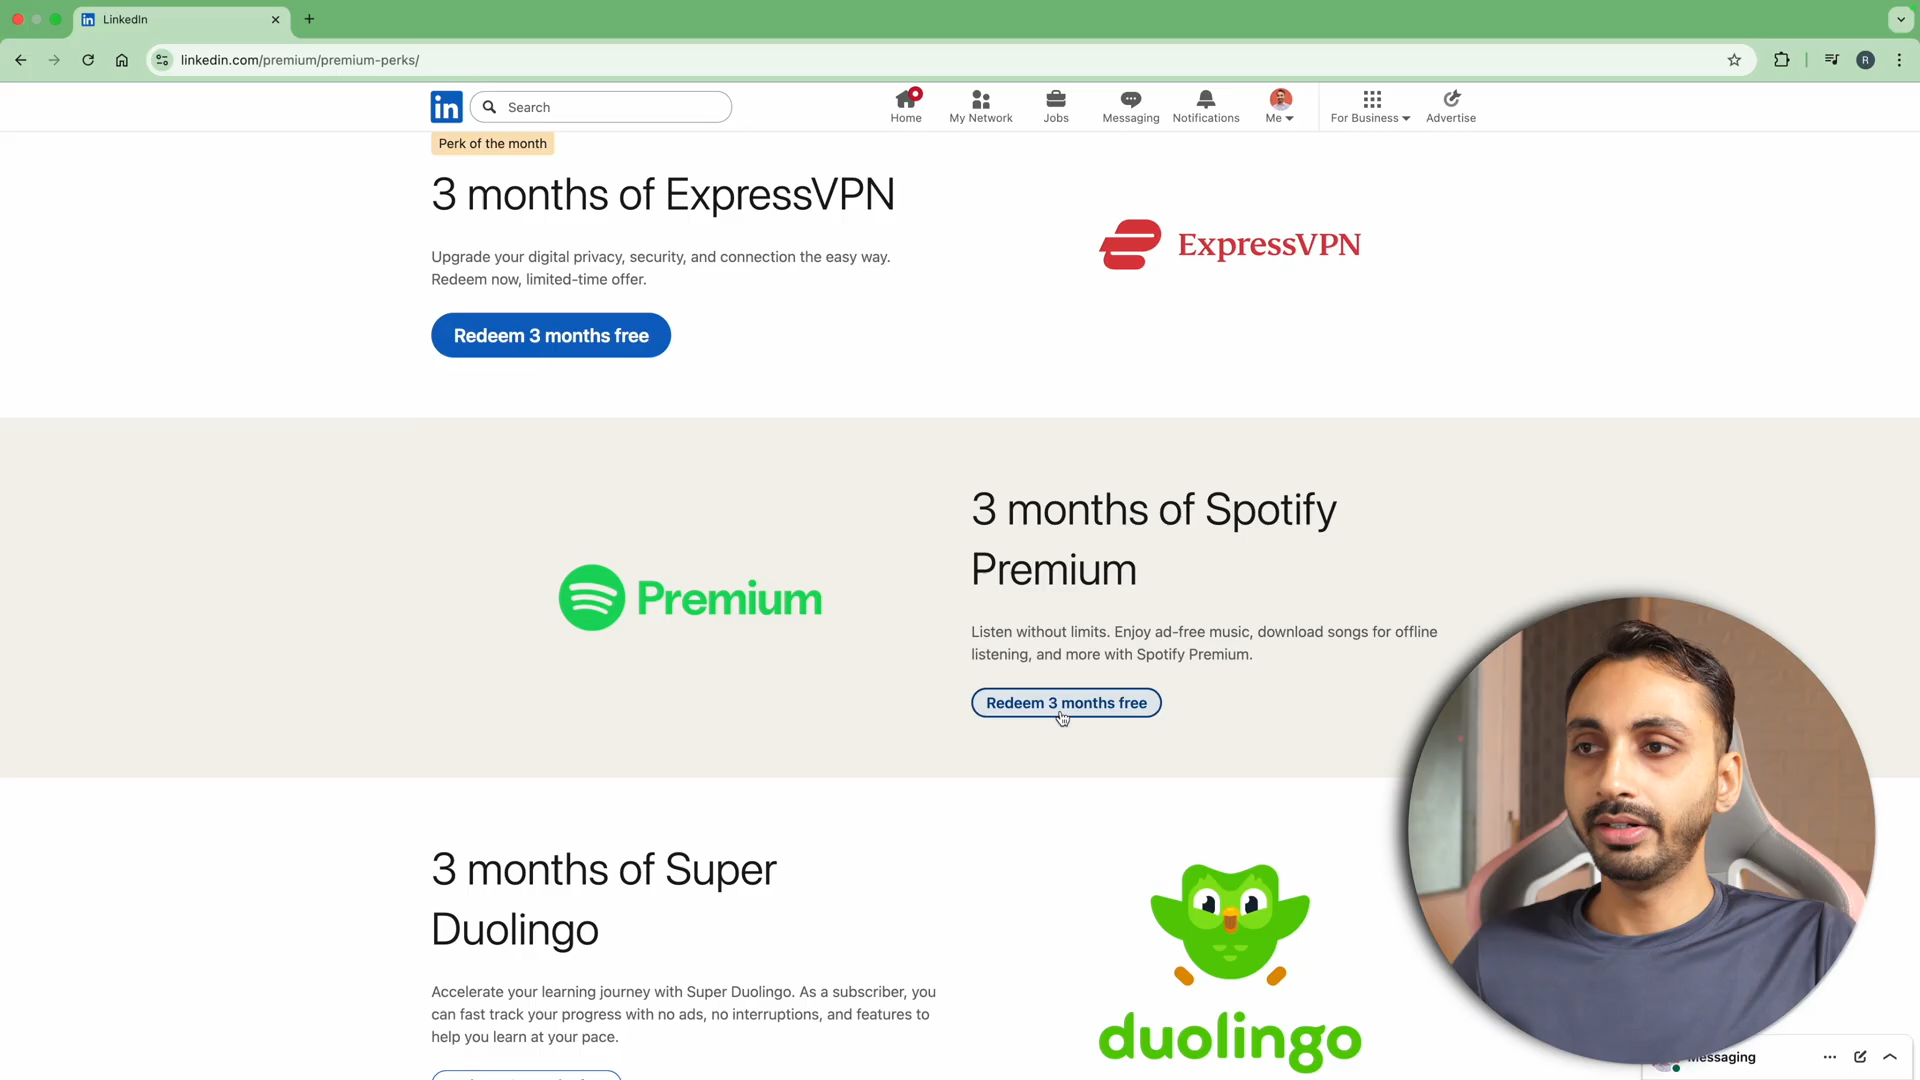 LinkedIn
linkedin.com/premium/premium-perks/
R
in
Search
Home
My Network
Jobs
Messaging
Notifications
Me
For Business
Advertise
Perk of the month
3 months of ExpressVPN
Upgrade your digital privacy, security, and connection the easy way.
Redeem now, limited-time offer.
Redeem 3 months free
ExpressVPN
Premium
3 months of Spotify
Premium
Listen without limits. Enjoy ad-free music, download songs for offline
listening, and more with Spotify Premium.
Redeem 3 months free
3 months of Super
Duolingo
Accelerate your learning journey with Super Duolingo. As a subscriber, you
can fast track your progress with no ads, no interruptions, and features to
help you learn at your pace.
duolingo
Messaging